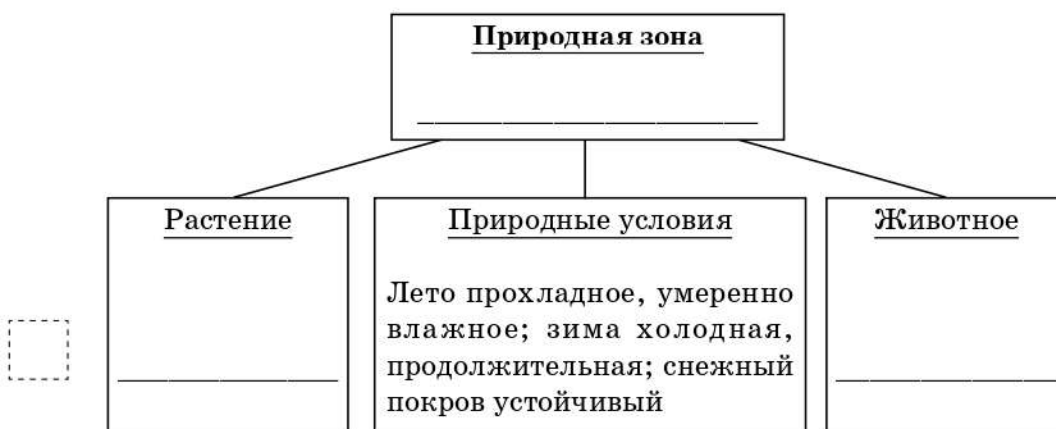 Природная зона
Растение
Природные условия
Животное
Лето прохладное, умеренно
влажное; зима холодная,
продолжительная; снежный
покров устойчивый